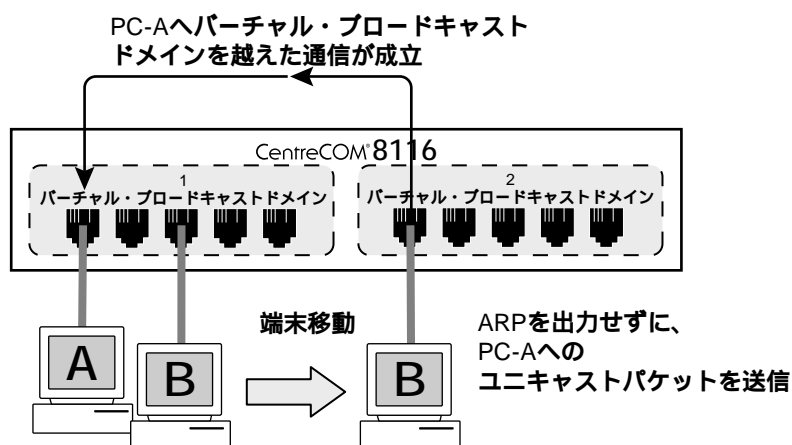 PC-Aへバーチャル・ブロードキャスト
ドメインを越えた通信が成立
CentreCOM® 8116
1
バーチャル・ブロードキャストドメイン
2
バーチャル・ブロードキャストドメイン
端末移動
ARPを出力せずに、
PC-Aへの
ユニキャストパケットを送信
A
B
B